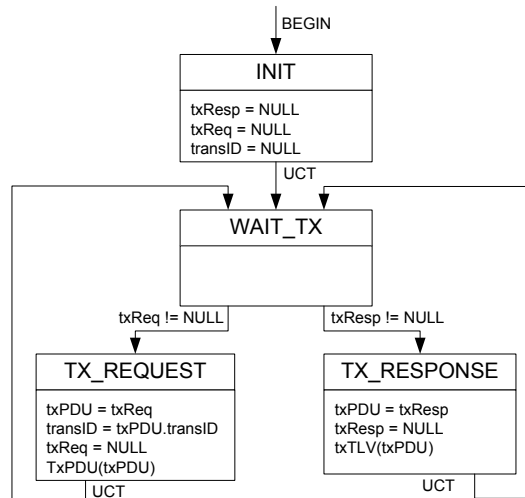 BEGIN
INIT
txResp = NULL
txReq = NULL
transID = NULL
UCT
WAIT_TX
txReq != NULL
txResp != NULL
TX_REQUEST
txPDU = txReq
transID = txPDU.transID
txReq = NULL
TxPDU(txPDU)
UCT
TX_RESPONSE
txPDU = txResp
txResp = NULL
txTLV(txPDU)
UCT